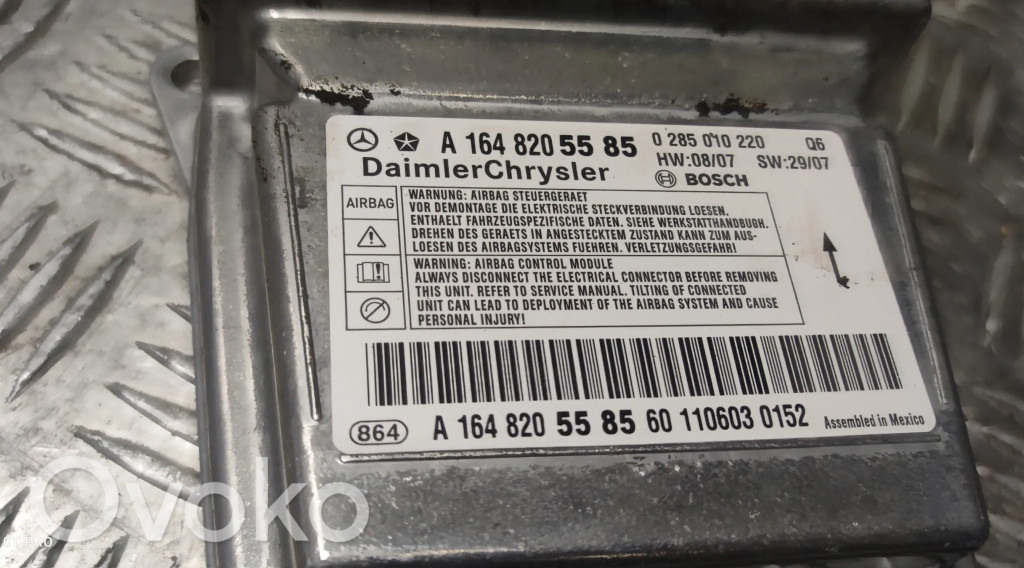 A 164 820 55 85 0 285 010 220 Q6
DaimlerChrysler HW:08/07 SW:29/07
BOSCH
AIRBAG
WARNUNG: AIRBAG STEUERGERAET
VOR DEMONTAGE DIE ELEKTRISCHE STECKVERBINDUNG LOESEN.
ENTHAELT FAHRZEUGSPEZIFISCHE DATEN. SIEHE WERKSTATTHANDBUGH.
DREHEN DES GERAETS IN ANGESTECKTEM ZUSTAND KANN ZUM AUS-
LOESEN DES AIRBAGSYSTEMS FUEHREN. VERLETZUNGSGEFAHR!
WARNING: AIRBAG CONTROL MODULE
ALWAYS DISCONNECT THE ELECTRICAL CONNECTOR BEFORE REMOVING
THIS UNIT. REFER TO SERVICE MANUAL. TILTING OF CONNECTED
UNIT CAN LEAD TO DEPLOYMENT OF THE AIRBAG SYSTEM AND CAUSE
PERSONAL INJURY!
864 A 164 820 55 85 60 110603 0152 Assembled in Mexico
Ovoko